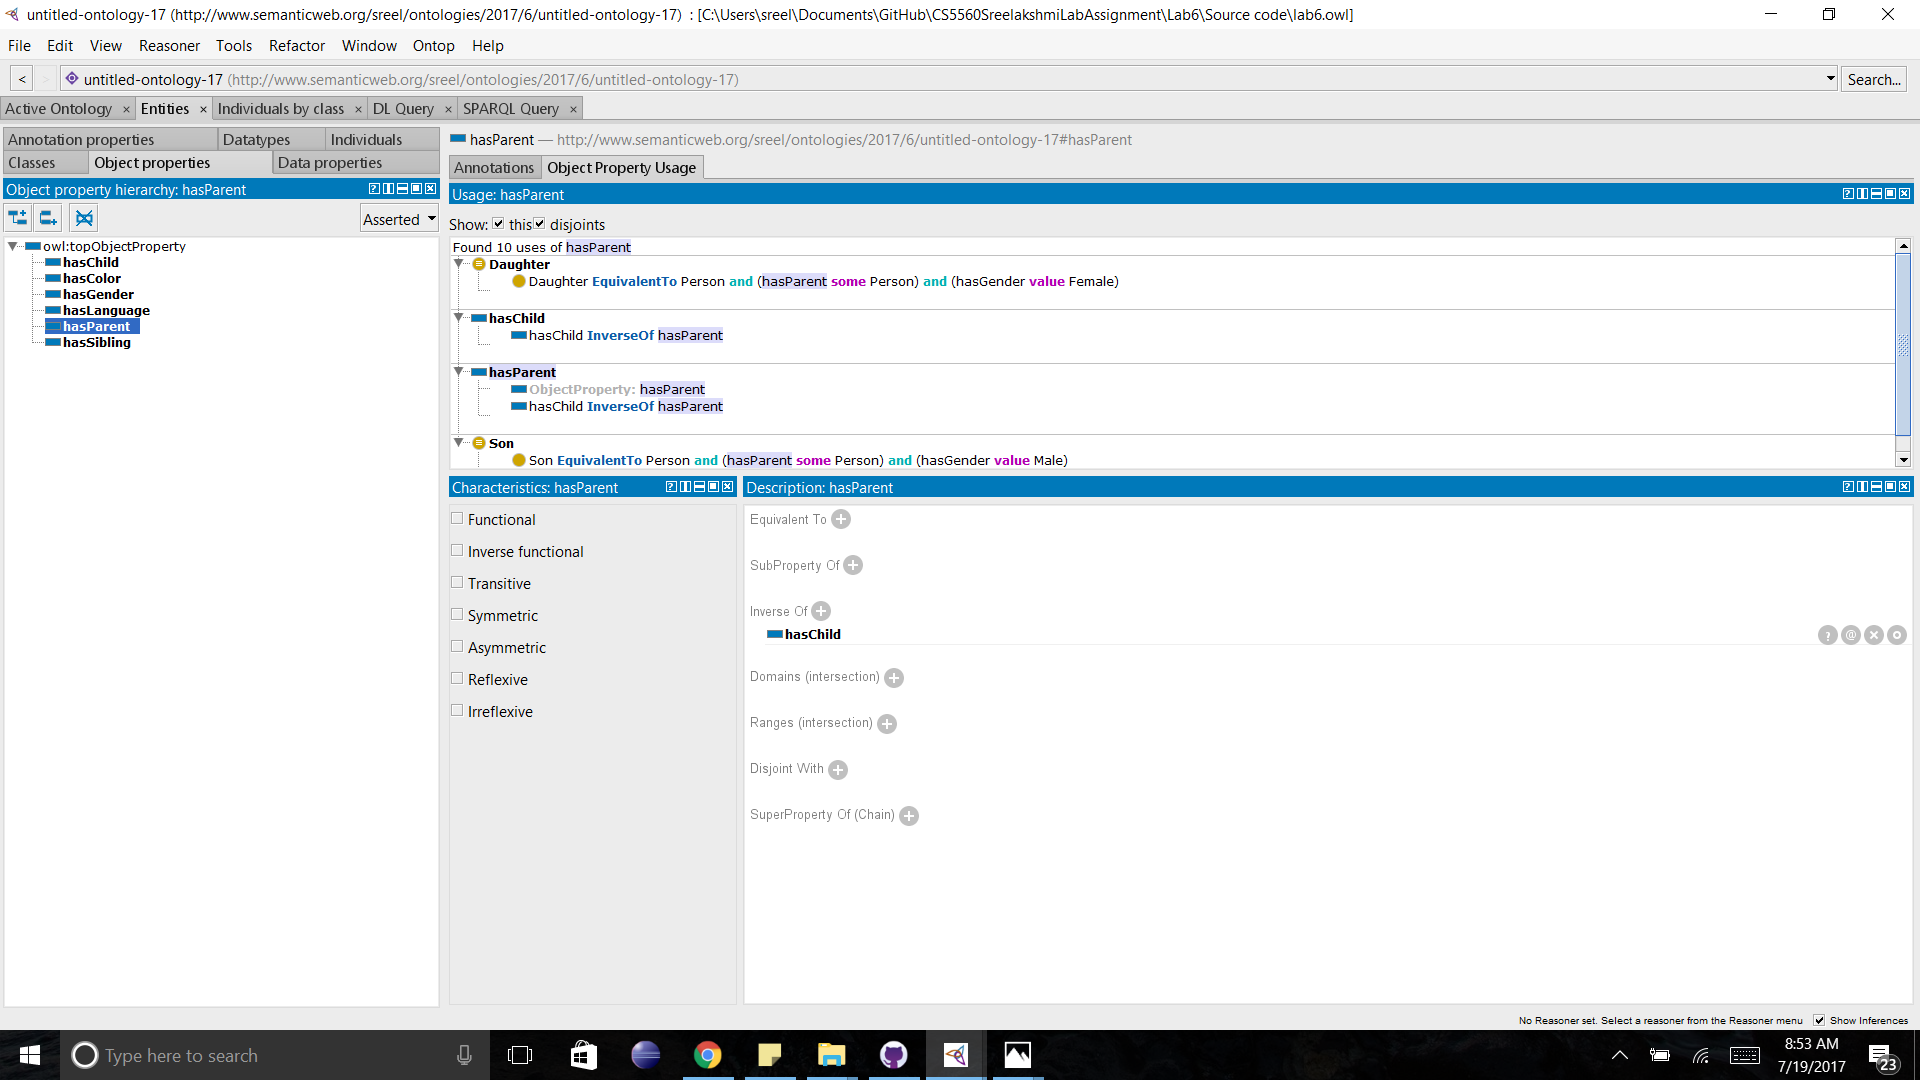 untitled-ontology-17 (http://www.semanticweb.org/sreel/ontologies/2017/6/untitled-ontology-17) : [C:\Users\sreel\Documents\GitHub\CS5560SreelakshmiLabAssignment\Lab6\Source code\lab6.owl]
File Edit View Reasoner Tools Refactor Window Ontop Help
< > untitled-ontology-17 (http://www.semanticweb.org/sreel/ontologies/2017/6/untitled-ontology-17) Search...
Active Ontology × Entities × Individuals by class × DL Query × SPARQL Query ×
Annotation properties Datatypes Individuals
Classes Object properties Data properties
Object property hierarchy: hasParent
Asserted
owl:topObjectProperty
hasChild
hasColor
hasGender
hasLanguage
hasParent
hasSibling
hasParent — http://www.semanticweb.org/sreel/ontologies/2017/6/untitled-ontology-17#hasParent
Annotations Object Property Usage
Usage: hasParent
Show: this disjoints
Found 10 uses of hasParent
Daughter
Daughter EquivalentTo Person and (hasParent some Person) and (hasGender value Female)
hasChild
hasChild InverseOf hasParent
hasParent
ObjectProperty: hasParent
hasChild InverseOf hasParent
Son
Son EquivalentTo Person and (hasParent some Person) and (hasGender value Male)
Characteristics: hasParent
Functional
Inverse functional
Transitive
Symmetric
Asymmetric
Reflexive
Irreflexive
Description: hasParent
Equivalent To
SubProperty Of
Inverse Of
hasChild
Domains (intersection)
Ranges (intersection)
Disjoint With
SuperProperty Of (Chain)
No Reasoner set. Select a reasoner from the Reasoner menu Show Inferences
Type here to search
8:53 AM
7/19/2017
23